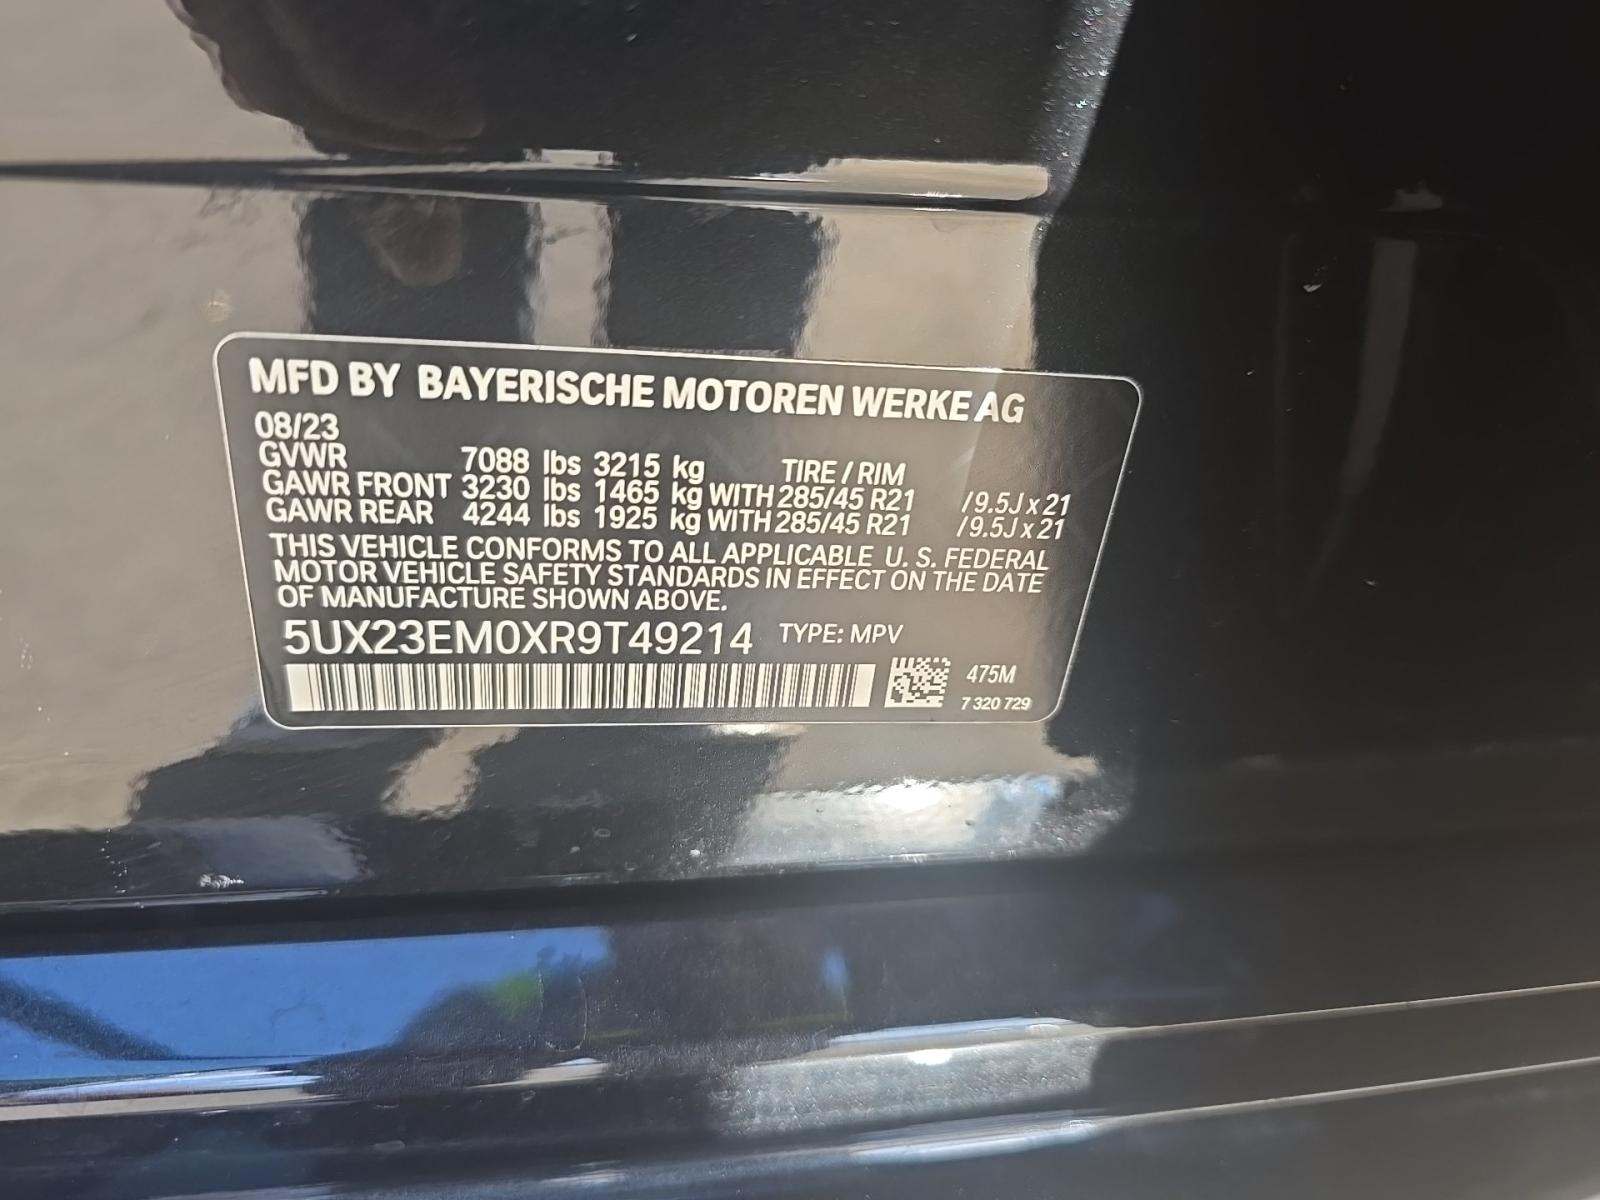 MFD BY BAYERISCHE MOTOREN WERKE AG
08/23
GVWR 7088 lbs 3215 kg TIRE / RIM
GAWR FRONT 3230 lbs 1465 kg WITH 285/45 R21 /9.5J x 21
GAWR REAR 4244 lbs 1925 kg WITH 285/45 R21 /9.5J x 21
THIS VEHICLE CONFORMS TO ALL APPLICABLE U. S. FEDERAL
MOTOR VEHICLE SAFETY STANDARDS IN EFFECT ON THE DATE
OF MANUFACTURE SHOWN ABOVE.
5UX23EM0XR9T49214 TYPE: MPV
475M
7 320 729